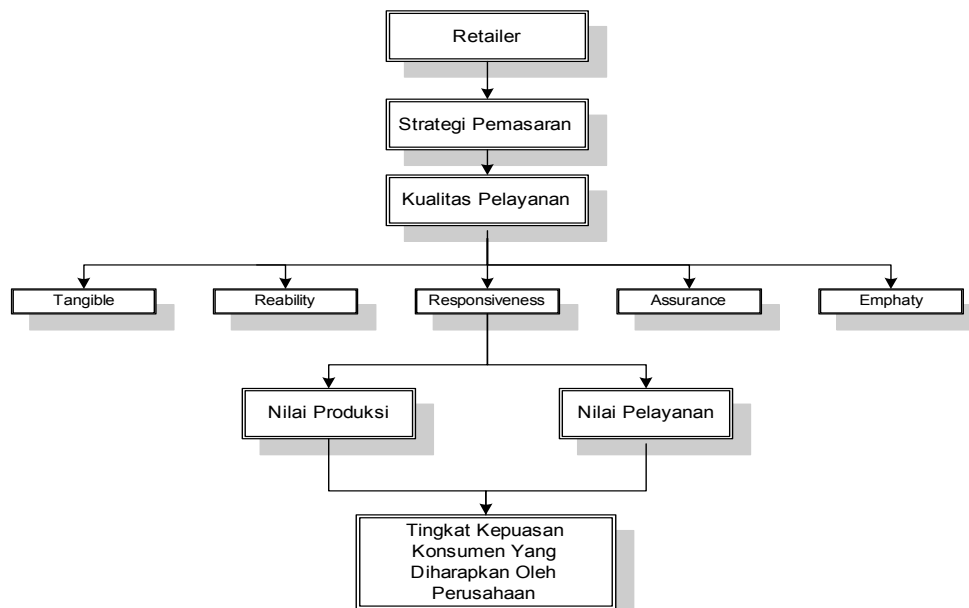 Retailer
Strategi Pemasaran
Kualitas Pelayanan
Tangible
Reability
Responsiveness
Assurance
Emphaty
Nilai Produksi
Nilai Pelayanan
Tingkat Kepuasan
Konsumen Yang
Diharapkan Oleh
Perusahaan